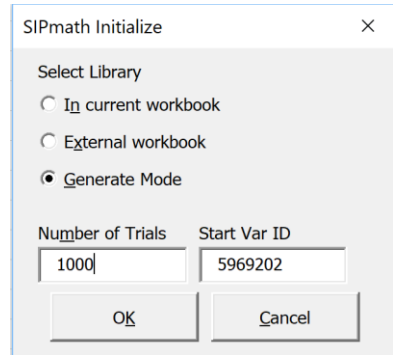 SIPmath Initialize
Select Library
In current workbook
External workbook
Generate Mode
Number of Trials Start Var ID
1000 5969202
OK Cancel